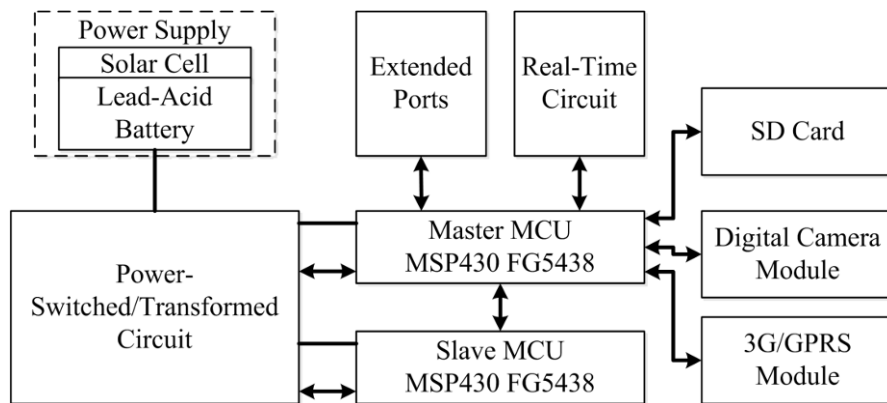 Power Supply
Solar Cell
Lead-Acid
Battery
Extended
Ports
Real-Time
Circuit
SD Card
Power-
Switched/Transformed
Circuit
Master MCU
MSP430 FG5438
Digital Camera
Module
Slave MCU
MSP430 FG5438
3G/GPRS
Module